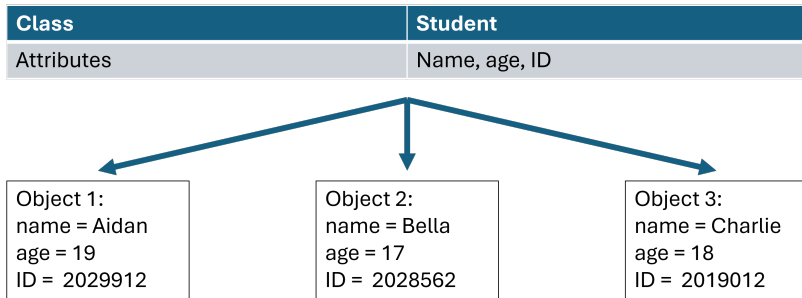 Class Student
Attributes Name, age, ID
Object 1:
name = Aidan
age = 19
ID = 2029912
Object 2:
name = Bella
age = 17
ID = 2028562
Object 3:
name = Charlie
age = 18
ID = 2019012